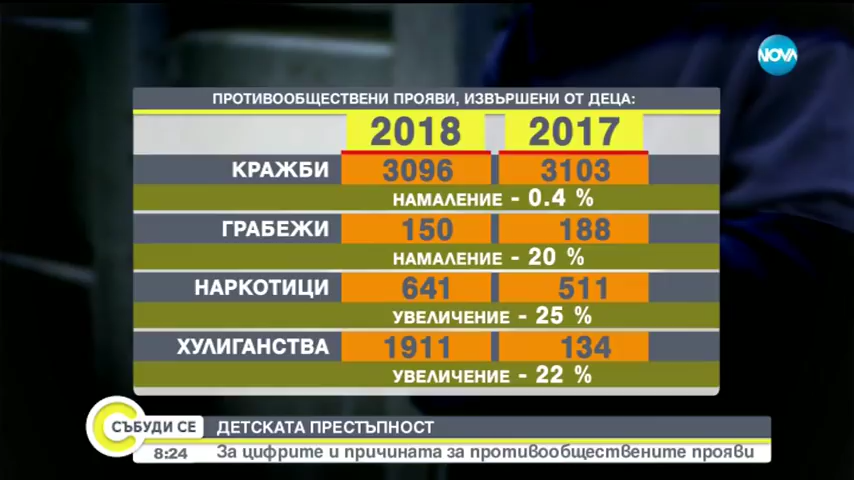 NOVA
ПРОТИВООБЩЕСТВЕНИ ПРОЯВИ, ИЗВЪРШЕНИ ОТ ДЕЦА:
2018 2017
КРАЖБИ 3096 3103
НАМАЛЕНИЕ - 0.4 %
ГРАБЕЖИ 150 188
НАМАЛЕНИЕ - 20 %
НАРКОТИЦИ 641 511
УВЕЛИЧЕНИЕ - 25 %
ХУЛИГАНСТВА 1911 134
УВЕЛИЧЕНИЕ - 22 %
СЪБУДИ СЕ ДЕТСКАТА ПРЕСТЪПНОСТ
8:24 За цифрите и причината за противообществените прояви